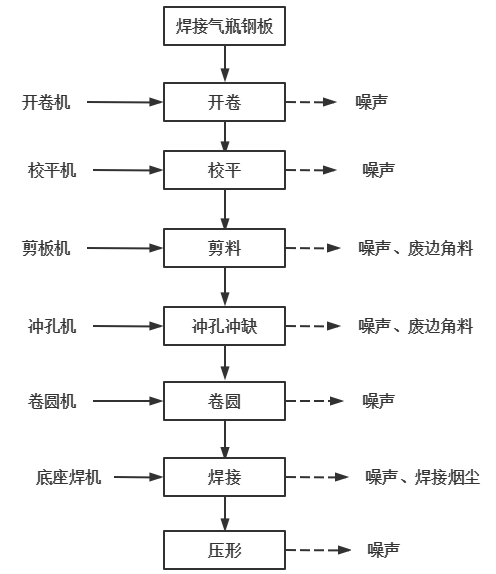 焊接气瓶钢板
开卷机 开卷 噪声
校平机 校平 噪声
剪板机 剪料 噪声、废边角料
冲孔机 冲孔冲缺 噪声、废边角料
卷圆机 卷圆 噪声
底座焊机 焊接 噪声、焊接烟尘
压形 噪声